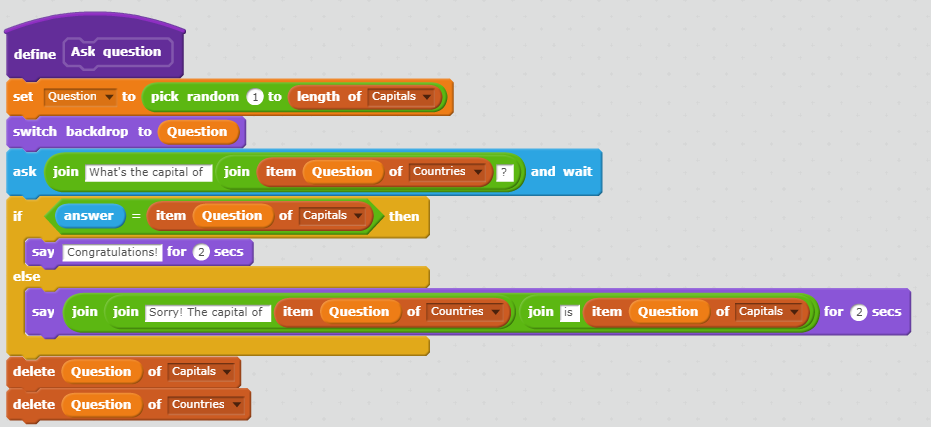 define Ask question
set Question to pick random 1 to length of Capitals
switch backdrop to Question
ask join What's the capital of join item Question of Countries ? and wait
if answer = item Question of Capitals then
say Congratulations! for 2 secs
else
say join join Sorry! The capital of item Question of Countries join is item Question of Capitals for 2 secs
delete Question of Capitals
delete Question of Countries